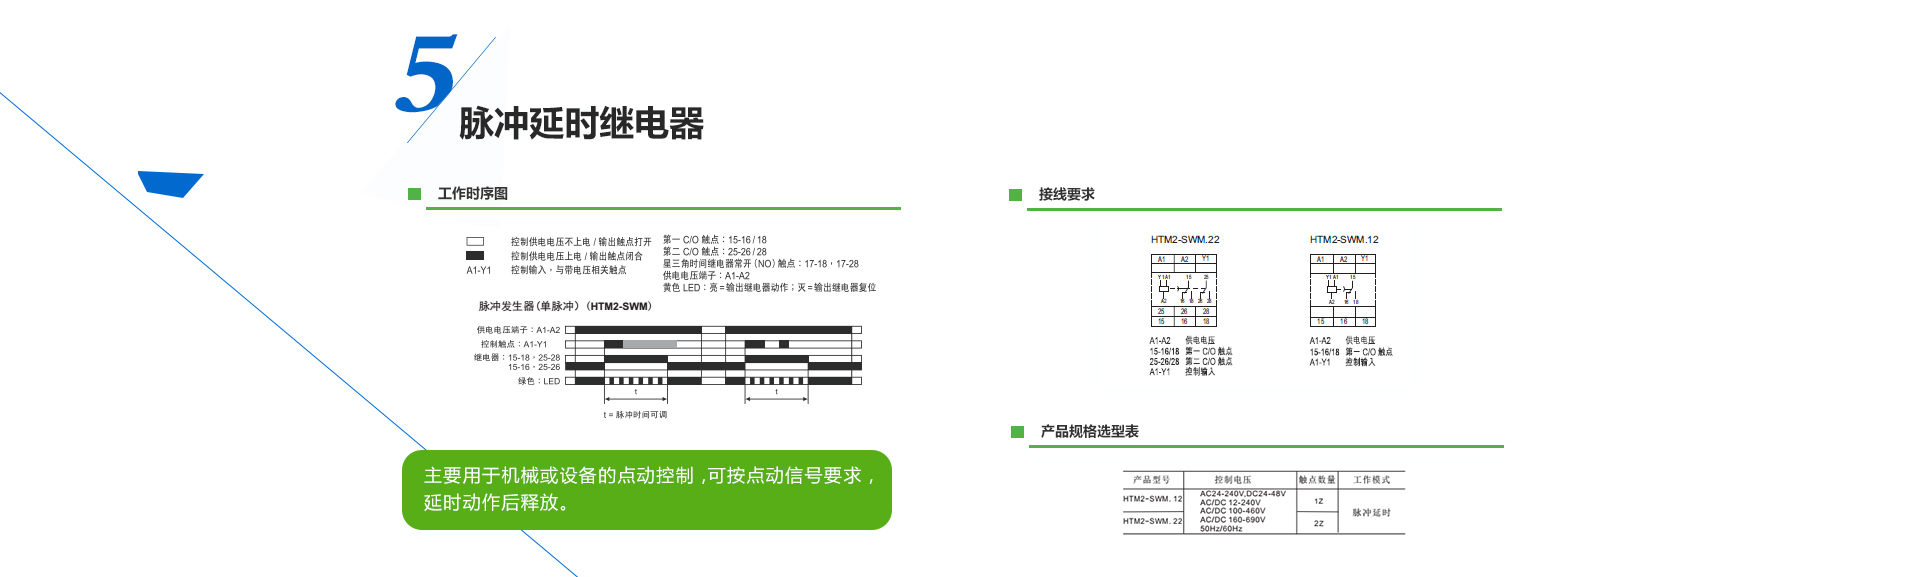 5
脉冲延时继电器
工作时序图
控制供电电压不上电 / 输出触点打开
控制供电电压上电 / 输出触点闭合
A1-Y1 控制输入，与带电压相关触点
第一 C/O 触点：15-16 / 18
第二 C/O 触点：25-26 / 28
星三角时间继电器常开（NO）触点：17-18，17-28
供电电压端子：A1-A2
黄色 LED：亮 = 输出继电器动作；灭 = 输出继电器复位
脉冲发生器（单脉冲）（HTM2-SWM）
供电电压端子：A1-A2
控制触点：A1-Y1
继电器：15-18，25-28
15-16，25-26
绿色：LED
t t
t = 脉冲时间可调
主要用于机械或设备的点动控制 ,可按点动信号要求 ,
延时动作后释放。
接线要求
HTM2-SWM.22
A1 A2 Y1
Y1 A1 15 25
A2 16 18 26 28
25 26 28
15 16 18
A1-A2 供电电压
15-16/18 第一 C/O 触点
25-26/28 第二 C/O 触点
A1-Y1 控制输入
HTM2-SWM.12
A1 A2 Y1
Y1 A1 15
A2 16 18
15 16 18
A1-A2 供电电压
15-16/18 第一 C/O 触点
A1-Y1 控制输入
产品规格选型表
产品型号 控制电压 触点数量 工作模式
HTM2-SWM. 12 1Z
HTM2-SWM. 22 2Z
AC24-240V,DC24-48V
AC/DC 12-240V
AC/DC 100-460V
AC/DC 160-690V
50Hz/60Hz
脉冲延时